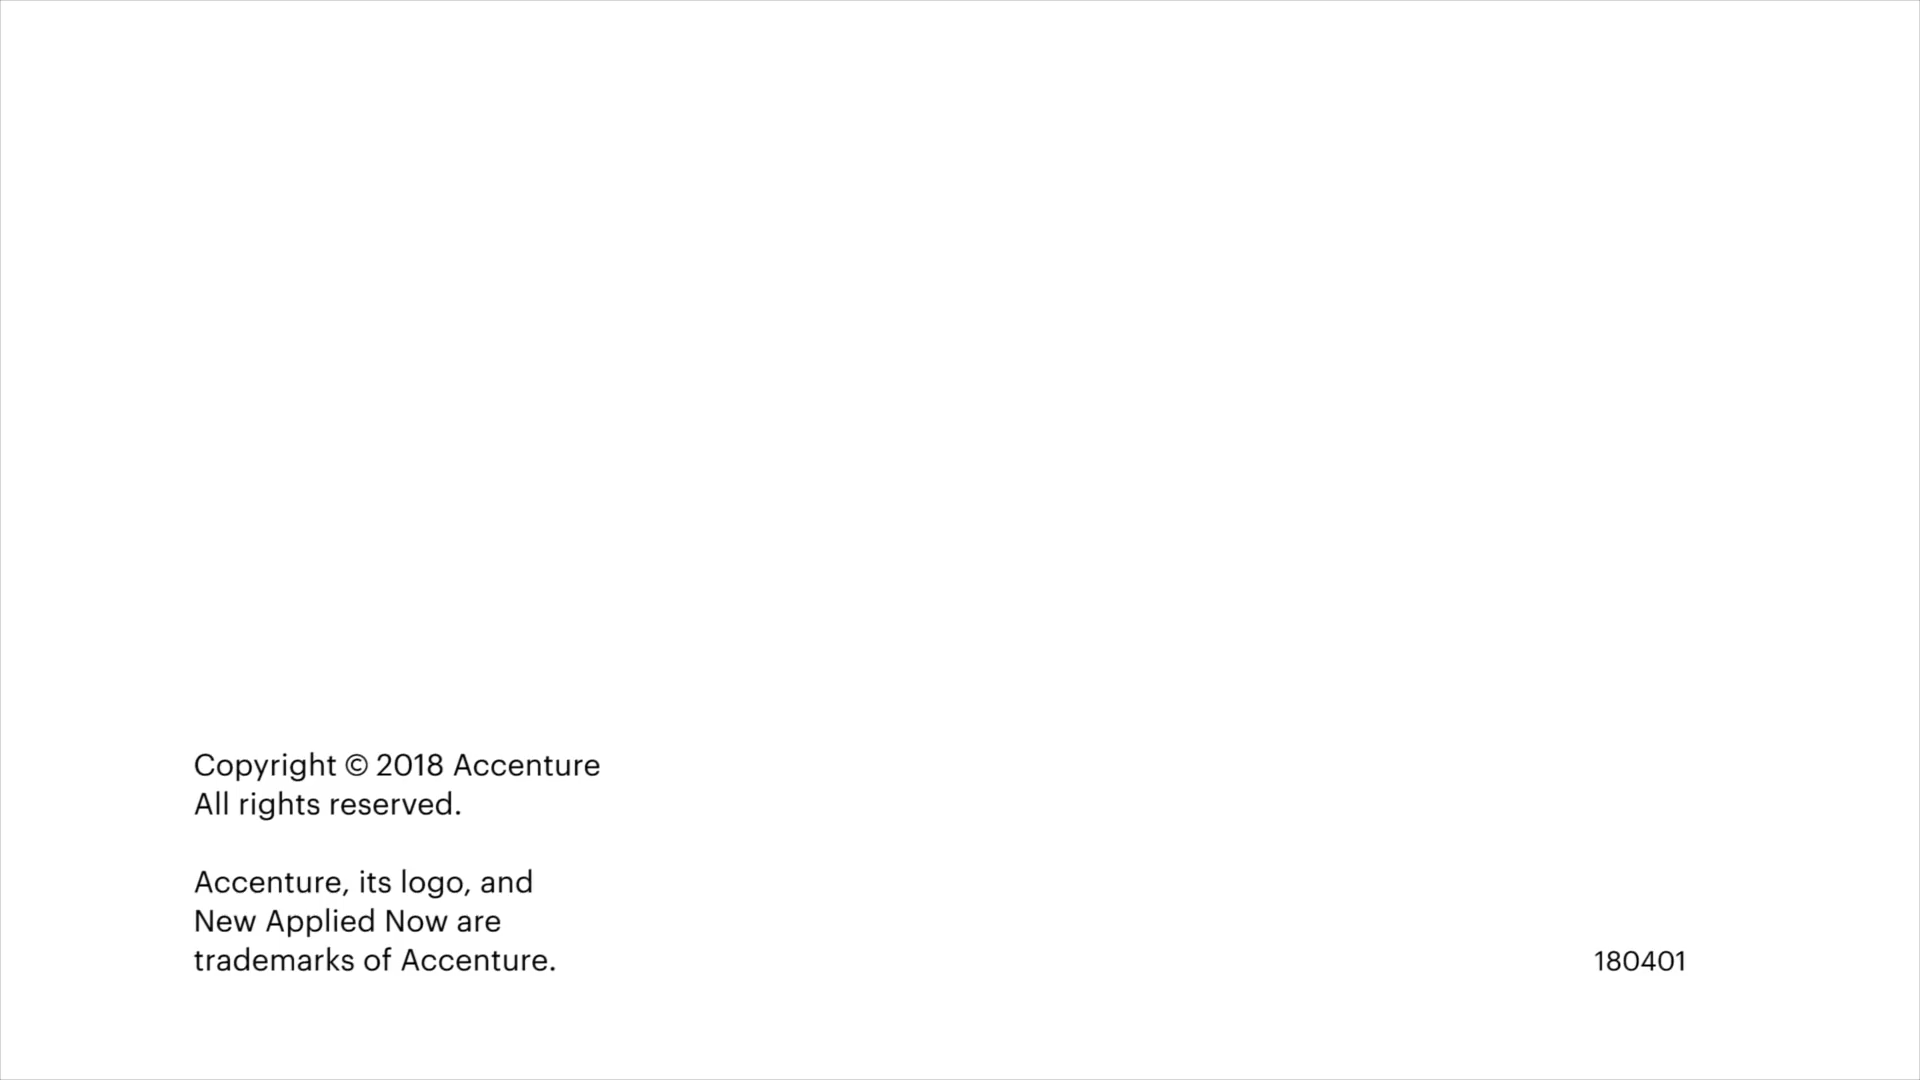 Copyright © 2018 Accenture
All rights reserved.
Accenture, its logo, and
New Applied Now are
trademarks of Accenture.
180401